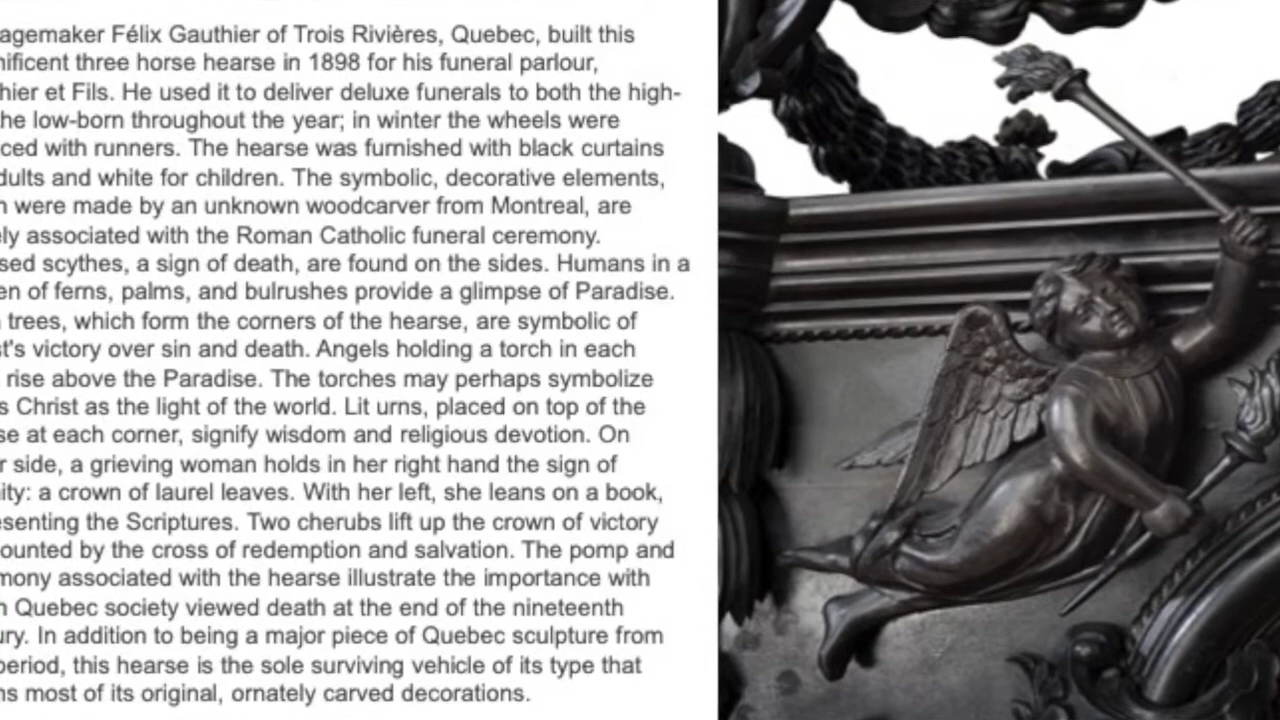 agemaker Félix Gauthier of Trois Rivières, Quebec, built this
nificent three horse hearse in 1898 for his funeral parlour,
hier et Fils. He used it to deliver deluxe funerals to both the high-
he low-born throughout the year; in winter the wheels were
ced with runners. The hearse was furnished with black curtains
dults and white for children. The symbolic, decorative elements,
h were made by an unknown woodcarver from Montreal, are
ely associated with the Roman Catholic funeral ceremony.
sed scythes, a sign of death, are found on the sides. Humans in a
en of ferns, palms, and bulrushes provide a glimpse of Paradise.
trees, which form the corners of the hearse, are symbolic of
st's victory over sin and death. Angels holding a torch in each
rise above the Paradise. The torches may perhaps symbolize
s Christ as the light of the world. Lit urns, placed on top of the
se at each corner, signify wisdom and religious devotion. On
r side, a grieving woman holds in her right hand the sign of
ity: a crown of laurel leaves. With her left, she leans on a book,
esenting the Scriptures. Two cherubs lift up the crown of victory
ounted by the cross of redemption and salvation. The pomp and
mony associated with the hearse illustrate the importance with
h Quebec society viewed death at the end of the nineteenth
ury. In addition to being a major piece of Quebec sculpture from
period, this hearse is the sole surviving vehicle of its type that
ns most of its original, ornately carved decorations.